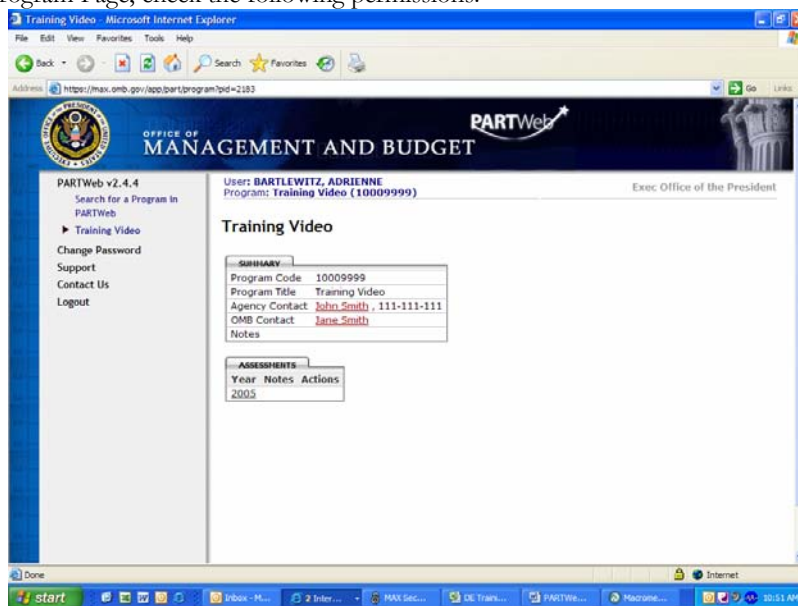 rogram Page, check the following permissions.
Training Video - Microsoft Internet Explorer
File Edit View Favorites Tools Help
Back Search Favorites
Address https://max.omb.gov/app/part/program?pid=2183 Go Links
OFFICE OF
MANAGEMENT AND BUDGET
PARTWeb
PARTWeb v2.4.4
Search for a Program in
PARTWeb
Training Video
Change Password
Support
Contact Us
Logout
User: BARTLEWITZ, ADRIENNE
Program: Training Video (10009999)
Exec Office of the President
Training Video
SUMMARY
Program Code 10009999
Program Title Training Video
Agency Contact John Smith , 111-111-111
OMB Contact Jane Smith
Notes
ASSESSMENTS
Year Notes Actions
2005
Done Internet
start Inbox - M... 2 Inter... MAX Sec... DE Traini... PARTWe... Macrome... 10:51 AM